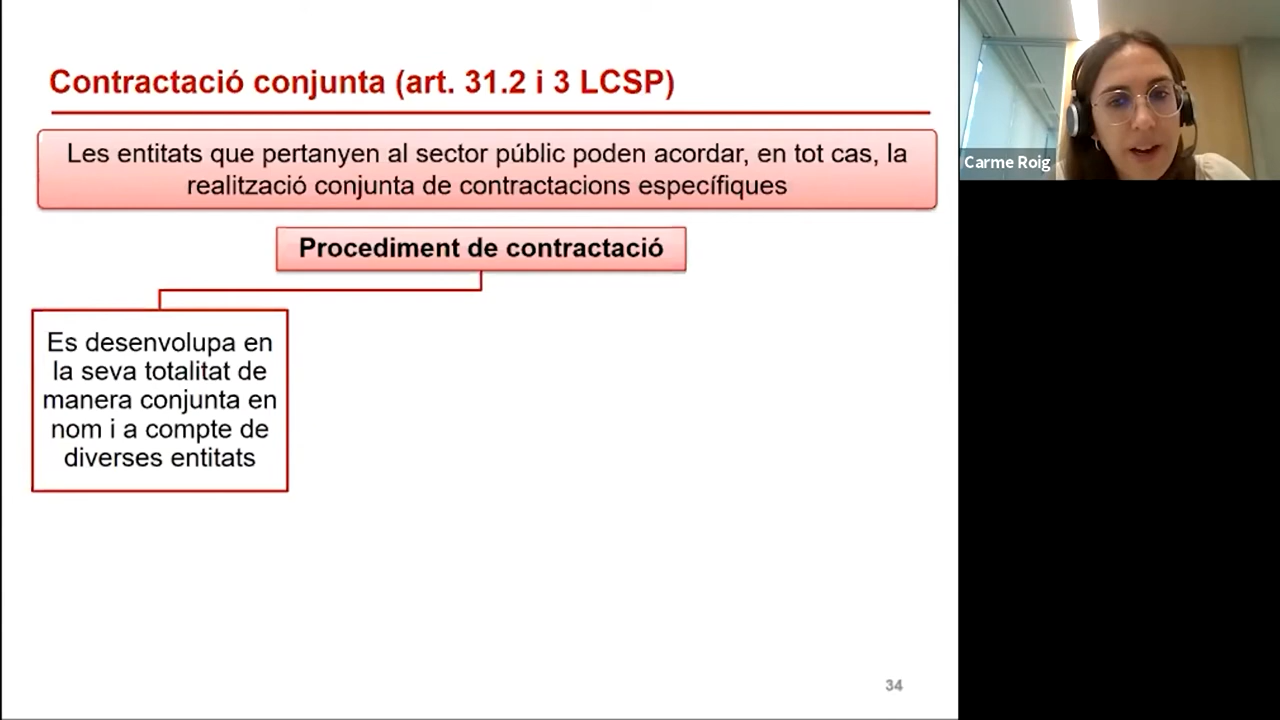 Contractació conjunta (art. 31.2 i 3 LCSP)
Les entitats que pertanyen al sector públic poden acordar, en tot cas, la
realització conjunta de contractacions específiques
Procediment de contractació
Es desenvolupa en
la seva totalitat de
manera conjunta en
nom i a compte de
diverses entitats
34
Carme Roig